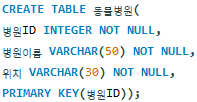 CREATE TABLE 동물병원(
병원ID INTEGER NOT NULL,
병원이름 VARCHAR(50) NOT NULL,
위치 VARCHAR(30) NOT NULL,
PRIMARY KEY(병원ID));